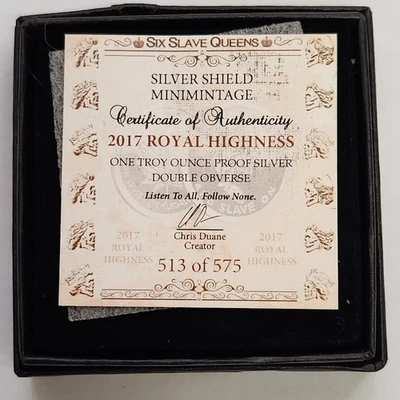 SIX SLAVE QUEENS
SILVER SHIELD
MINIMINTAGE
Certificate of Authenticity
2017 ROYAL HIGHNESS
ONE TROY OUNCE PROOF SILVER
DOUBLE OBVERSE
Listen To All, Follow None.
Chris Duane
Creator
2017
ROYAL
HIGHNESS
2017
ROYAL
HIGHNESS
513 of 575